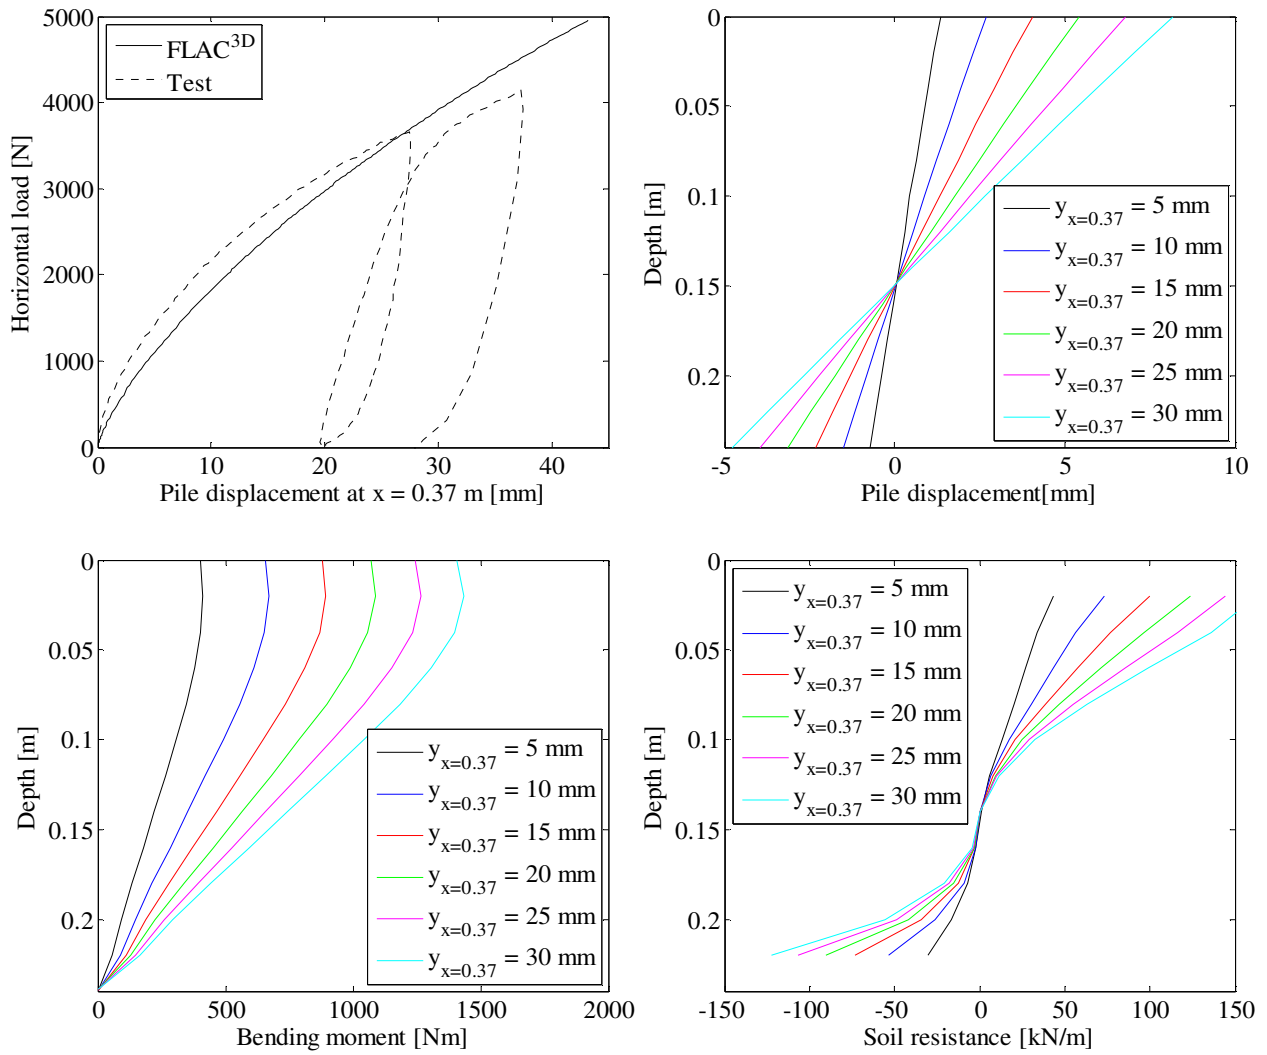 5000
4000
3000
2000
1000
0
0
10
20
30
40
Horizontal load [N]
Pile displacement at x = 0.37 m [mm]
FLAC3D
Test
0
0.05
0.1
0.15
0.2
-5
0
5
10
Depth [m]
Pile displacement[mm]
yx=0.37 = 5 mm
yx=0.37 = 10 mm
yx=0.37 = 15 mm
yx=0.37 = 20 mm
yx=0.37 = 25 mm
yx=0.37 = 30 mm
0
0.05
0.1
0.15
0.2
0
500
1000
1500
2000
Depth [m]
Bending moment [Nm]
yx=0.37 = 5 mm
yx=0.37 = 10 mm
yx=0.37 = 15 mm
yx=0.37 = 20 mm
yx=0.37 = 25 mm
yx=0.37 = 30 mm
0
0.05
0.1
0.15
0.2
-150
-100
-50
0
50
100
150
Depth [m]
Soil resistance [kN/m]
yx=0.37 = 5 mm
yx=0.37 = 10 mm
yx=0.37 = 15 mm
yx=0.37 = 20 mm
yx=0.37 = 25 mm
yx=0.37 = 30 mm